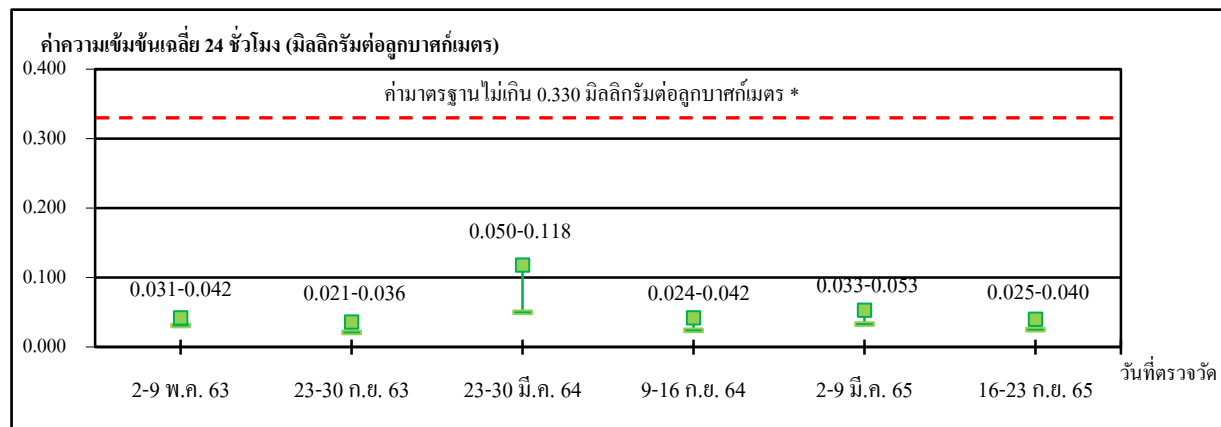 ค่าความเข้มข้นเฉลี่ย 24 ชั่วโมง (มิลลิกรัมต่อลูกบาศก์เมตร)
0.400
ค่ามาตรฐานไม่เกิน 0.330 มิลลิกรัมต่อลูกบาศก์เมตร *
0.300
0.200
0.050-0.118
0.100
0.031-0.042 0.021-0.036 0.024-0.042 0.033-0.053 0.025-0.040
0.000
2-9 พ.ค. 63 23-30 ก.ย. 63 23-30 มี.ค. 64 9-16 ก.ย. 64 2-9 มี.ค. 65 16-23 ก.ย. 65
วันที่ตรวจวัด